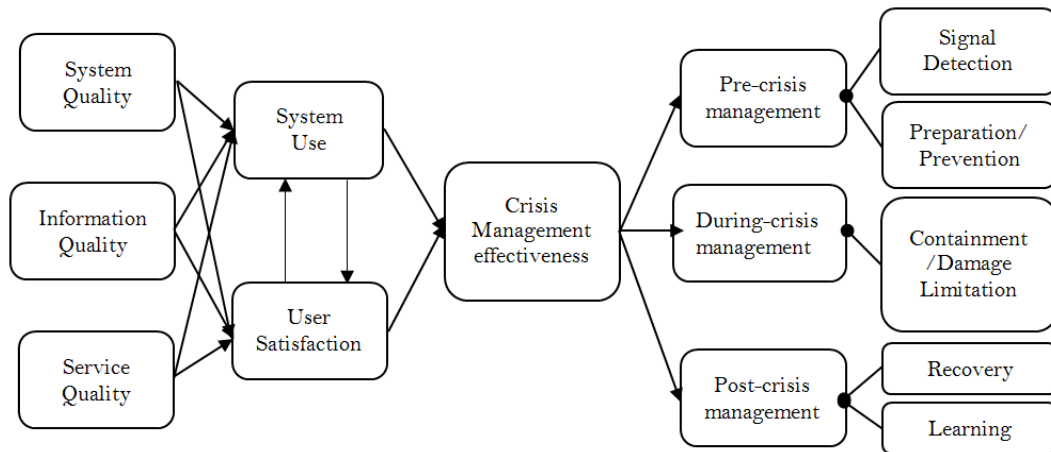 System
Quality
Information
Quality
Service
Quality
System
Use
User
Satisfaction
Crisis
Management
effectiveness
Pre-crisis
management
During-crisis
management
Post-crisis
management
Signal
Detection
Preparation/
Prevention
Containment
/Damage
Limitation
Recovery
Learning